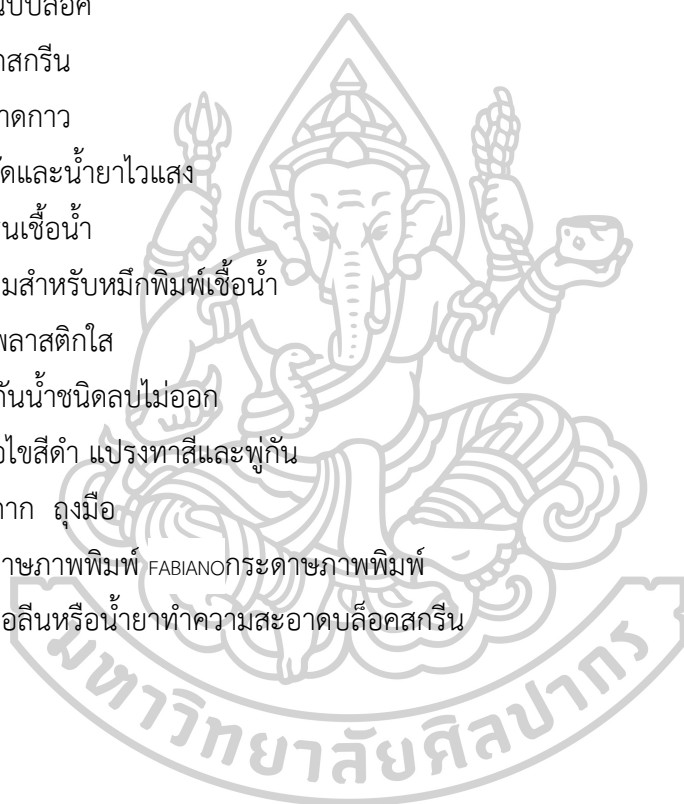 บบล็อค
สกรีน
าดกาว
ัดและน้ำยาไวแสง
นเชื้อน้ำ
มสำหรับหมึกพิมพ์เชื้อน้ำ
พลาสติกใส
กันน้ำชนิดลบไม่ออก
ไขสีดำ แปรงทาสีและพู่กัน
กาก ถุงมือ
าษภาพพิมพ์ FABIANOกระดาษภาพพิมพ์
อลีนหรือน้ำยาทำความสะอาดบล็อคสกรีน
มหาวิทยาลัยศิลปากร